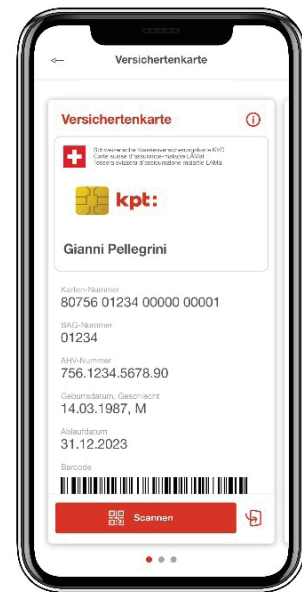 Versichertenkarte
Versichertenkarte
Schweizerische Krankenversicherungskarte KVG
Carte suisse d'assurance-maladie LAMal
Tessera svizzera d'assicurazione malattie LAMal
kpt:
Gianni Pellegrini
Karten-Nummer
80756 01234 00000 00001
BAG-Nummer
01234
AHV-Nummer
756.1234.5678.90
Geburtsdatum, Geschlecht
14.03.1987, M
Ablaufdatum
31.12.2023
Barcode
Scannen